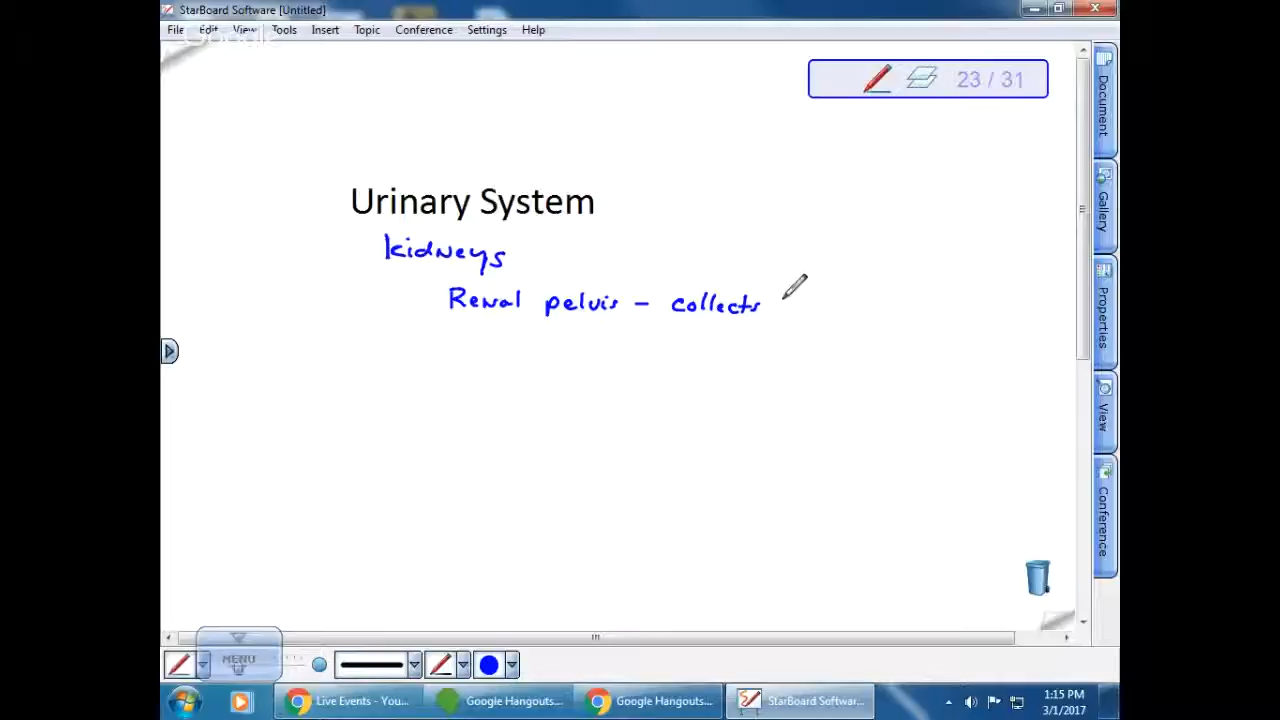 StarBoard Software [Untitled]
File Edit View Tools Insert Topic Conference Settings Help
Google
23 / 31
Document
Gallery
Properties
View
Conference
Urinary System
kidneys
Renal pelvis - collects
MENU
Live Events - You...
Google Hangouts...
Google Hangouts...
StarBoard Softwar...
1:15 PM
3/1/2017